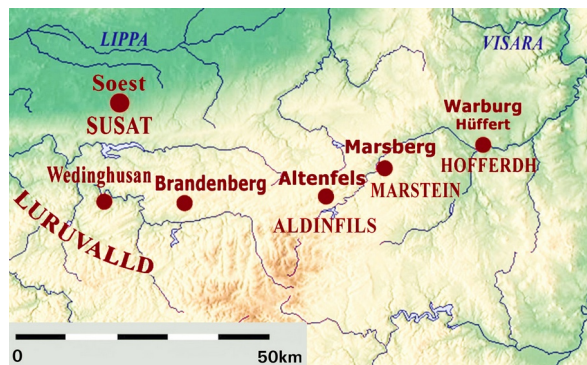 LIPPA
VISARA
Soest
SUSAT
Warburg
Hüffert
HOFFERDH
Marsberg
MARSTEIN
Wedinghusan
Brandenberg
Altenfels
ALDINFILS
LURUVALLD
0
50km